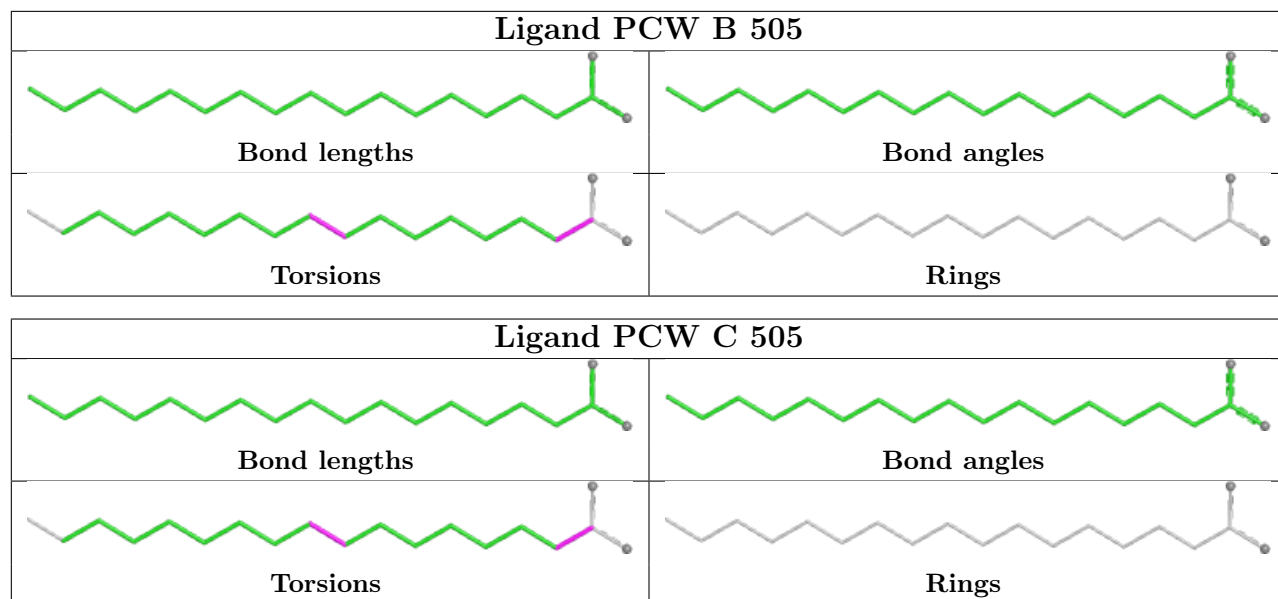 Ligand PCW B 505
Bond lengths
Bond angles
Torsions
Rings
Ligand PCW C 505
Bond lengths
Bond angles
Torsions
Rings